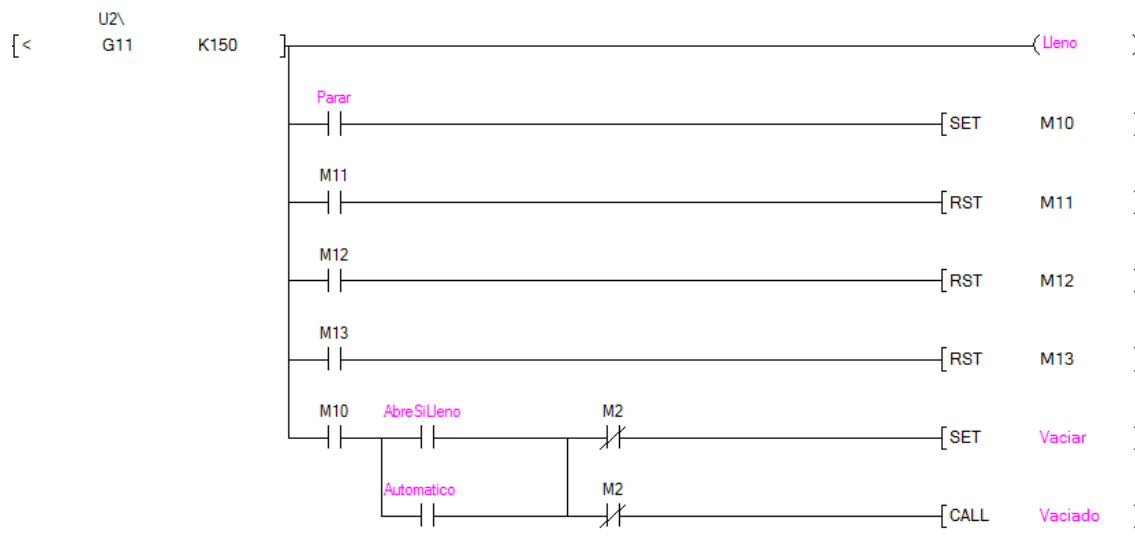 U2\
[< G11 K150 ] Lleno
Parar
[SET M10 ]
M11
[RST M11 ]
M12
[RST M12 ]
M13
[RST M13 ]
M10 AbreSiLleno M2
[SET Vaciar ]
Automatico M2
[CALL Vaciado ]